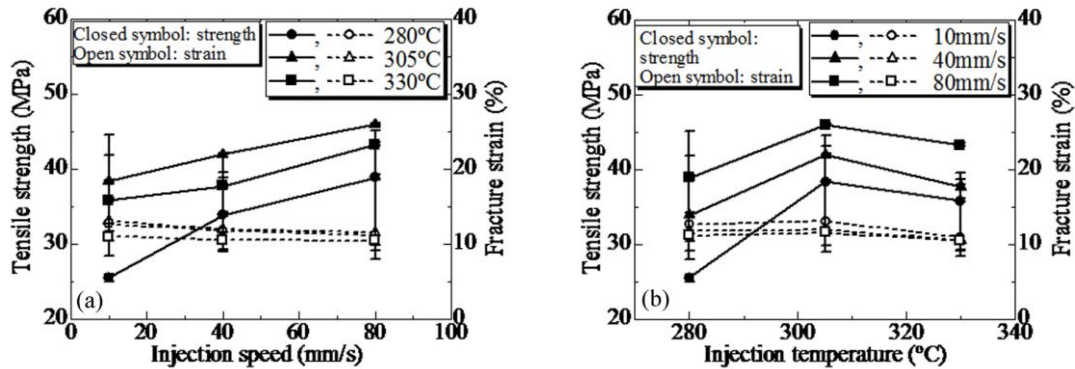 Closed symbol: strength
Open symbol: strain
, 280ºC
, 305ºC
, 330ºC
Tensile strength (MPa)
60
50
40
30
20
Fracture strain (%)
40
30
20
10
0
(a)
0 20 40 60 80 100
Injection speed (mm/s)
Closed symbol:
strength
Open symbol: strain
, 10mm/s
, 40mm/s
, 80mm/s
Tensile strength (MPa)
60
50
40
30
20
Fracture strain (%)
40
30
20
10
0
(b)
280 300 320 340
Injection temperature (ºC)